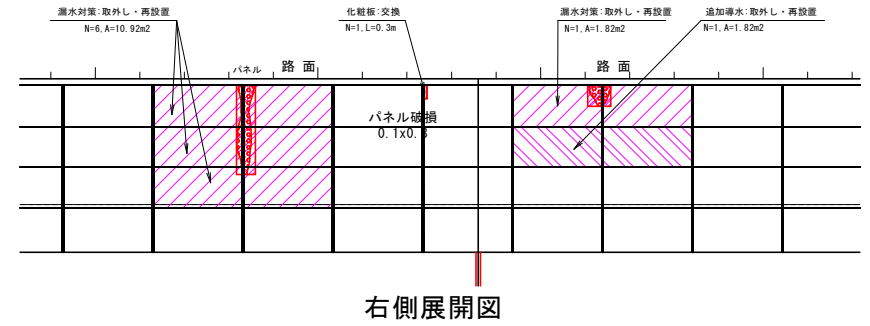 漏水対策:取外し・再設置
N=6,A=10.92m2
化粧板:交換
N=1,L=0.3m
漏水対策:取外し・再設置
N=1,A=1.82m2
追加導水:取外し・再設置
N=1,A=1.82m2
パネル
路 面
路 面
パネル破損
0.1x0.3
右側展開図